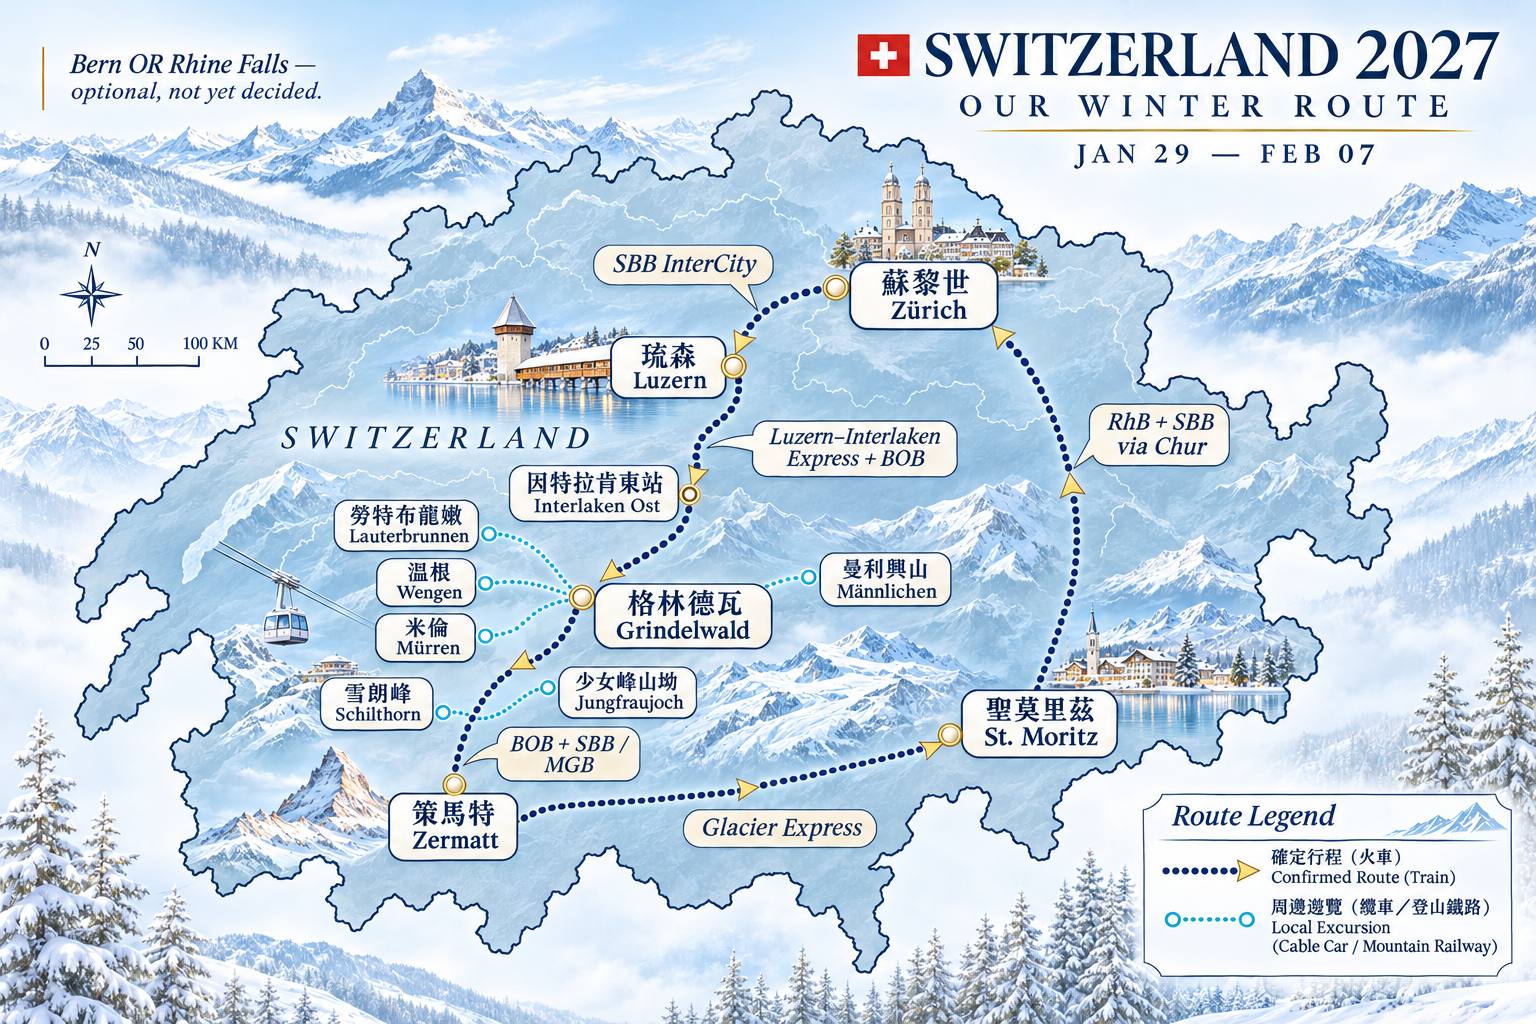 Bern OR Rhine Falls —
optional, not yet decided.
SWITZERLAND 2027
OUR WINTER ROUTE
JAN 29 — FEB 07
N
0 25 50 100 KM
SBB InterCity
蘇黎世
Zürich
琉森
Luzern
SWITZERLAND
Luzern–Interlaken
Express + BOB
RhB + SBB
via Chur
因特拉肯東站
Interlaken Ost
勞特布龍嫩
Lauterbrunnen
溫根
Wengen
米倫
Mürren
格林德瓦
Grindelwald
曼利興山
Männlichen
雪朗峰
Schilthorn
少女峰山坳
Jungfraujoch
BOB + SBB /
MGB
聖莫里茲
St. Moritz
策馬特
Zermatt
Glacier Express
Route Legend
確定行程（火車）
Confirmed Route (Train)
周邊遊覽（纜車／登山鐵路）
Local Excursion
(Cable Car / Mountain Railway)